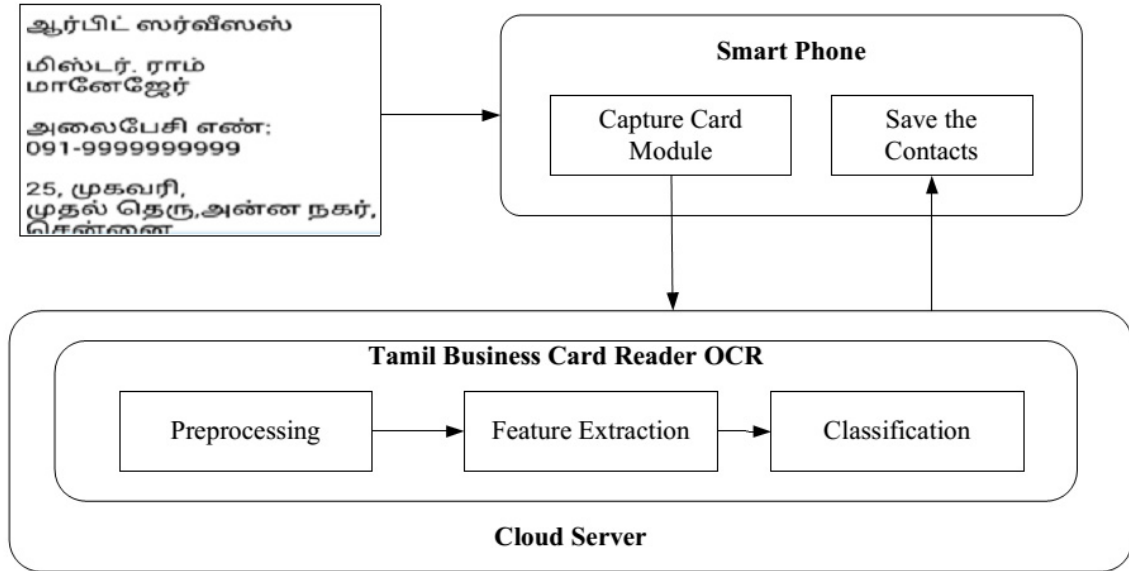 ஆர்பிட் ஸர்வீஸஸ்
மிஸ்டர். ராம்
மானேஜேர்
அலைபேசி எண்:
091-9999999999
25, முகவரி,
முதல் தெரு,அன்ன நகர்,
சென்னை
Smart Phone
Capture Card
Module
Save the
Contacts
Tamil Business Card Reader OCR
Preprocessing
Feature Extraction
Classification
Cloud Server